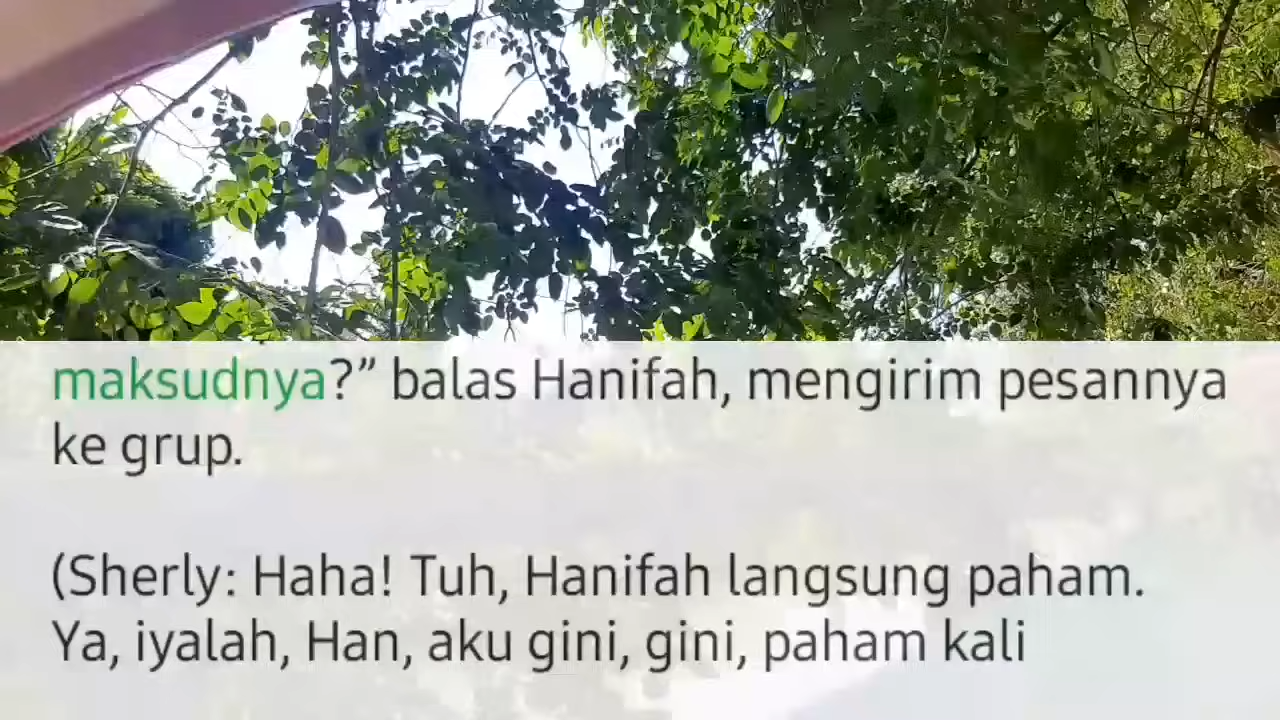 maksudnya?” balas Hanifah, mengirim pesannya
ke grup.
(Sherly: Haha! Tuh, Hanifah langsung paham.
Ya, iyalah, Han, aku gini, gini, paham kali